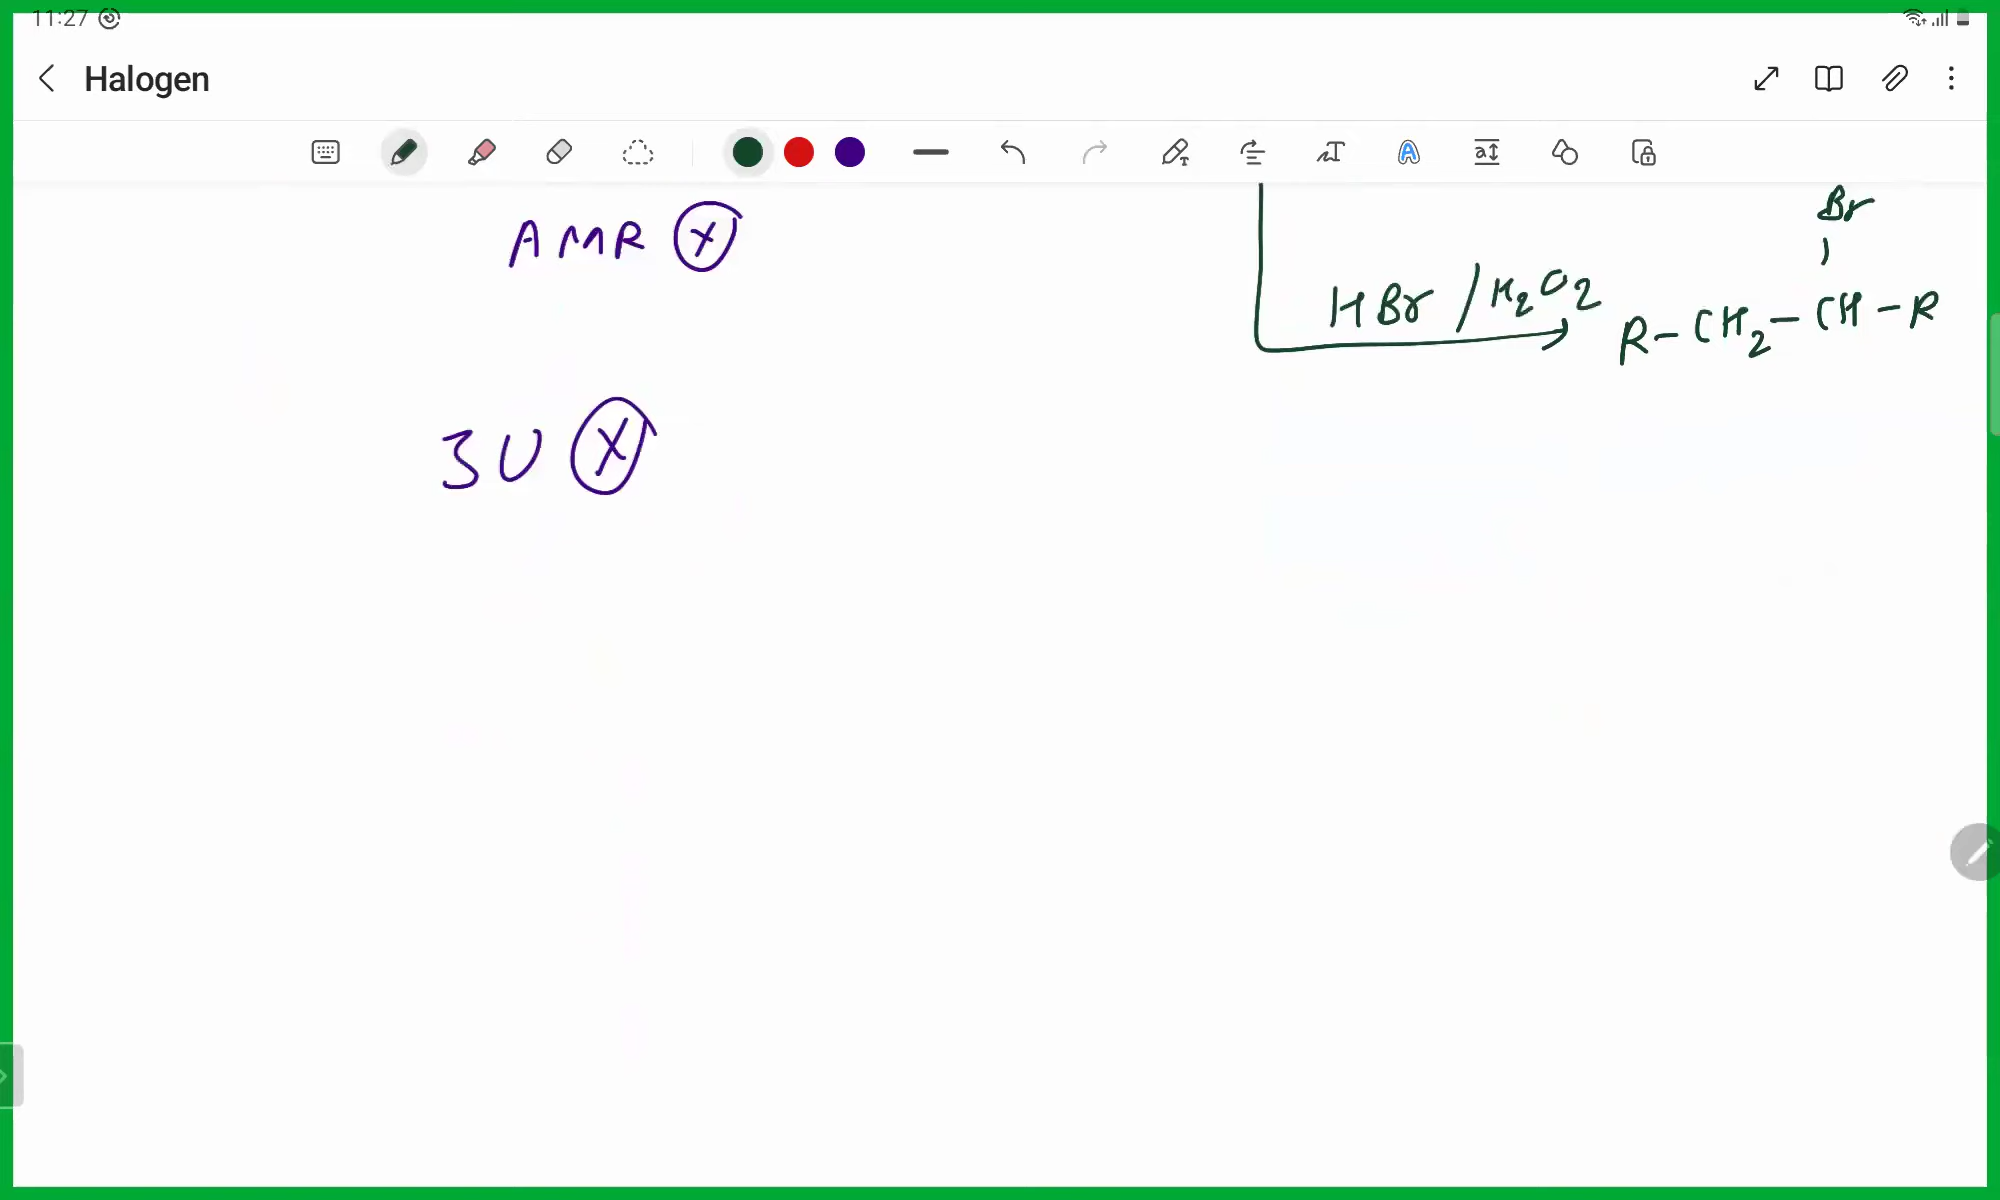 11:27
Halogen
AMR X
Br
HBr / H2O2
R - CH2 - CH - R
3U X